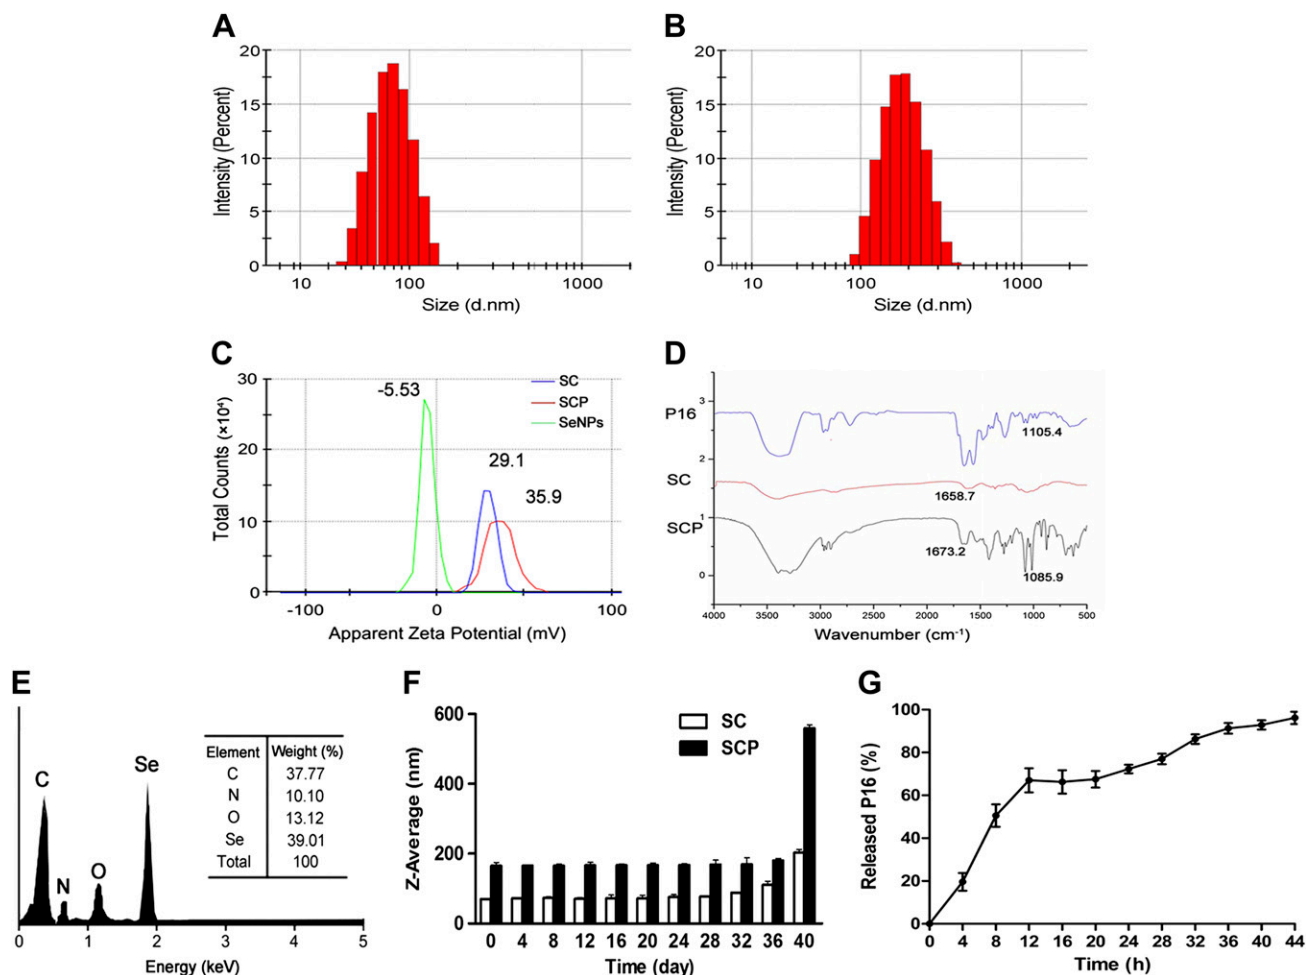 A
20
15
10
5
0
Intensity (Percent)
10
100
1000
Size (d.nm)
B
20
15
10
5
0
Intensity (Percent)
10
100
1000
Size (d.nm)
C
30
20
10
0
Total Counts (×10⁴)
-5.53
29.1
35.9
SC
SCP
SeNPs
-100
0
100
Apparent Zeta Potential (mV)
D
3
2
1
0
P16
1105.4
SC
1658.7
SCP
1673.2
1085.9
4000
3500
3000
2500
2000
1500
1000
500
Wavenumber (cm⁻¹)
E
C
N
O
Se
Element Weight (%)
C 37.77
N 10.10
O 13.12
Se 39.01
Total 100
0
1
2
3
4
5
Energy (keV)
F
600
400
200
0
Z-Average (nm)
SC
SCP
0
4
8
12
16
20
24
28
32
36
40
Time (day)
G
100
80
60
40
20
0
Released P16 (%)
0
4
8
12
16
20
24
28
32
36
40
44
Time (h)